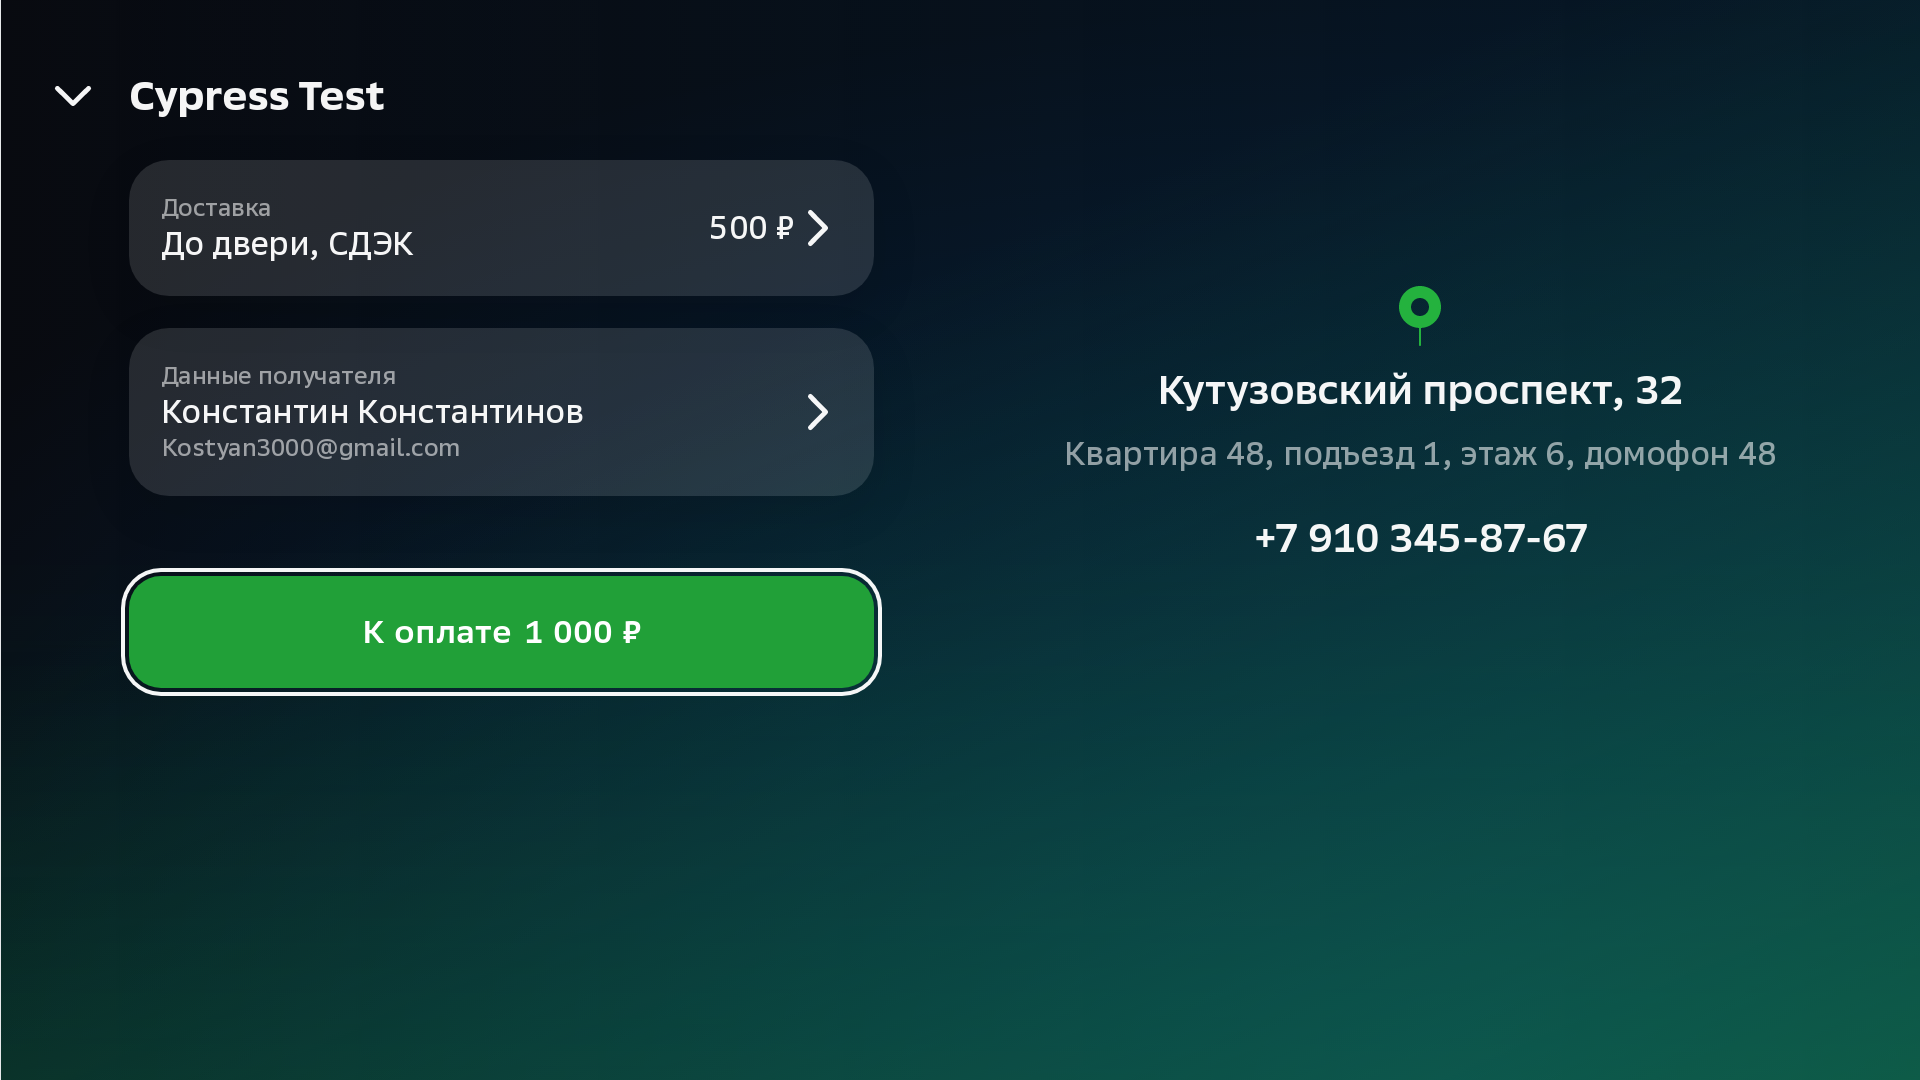 Cypress Test
Доставка
До двери, СДЭК
500 ₽
Данные получателя
Константин Константинов
Kostyan3000@gmail.com
К оплате 1 000 ₽
Кутузовский проспект, 32
Квартира 48, подъезд 1, этаж 6, домофон 48
+7 910 345-87-67